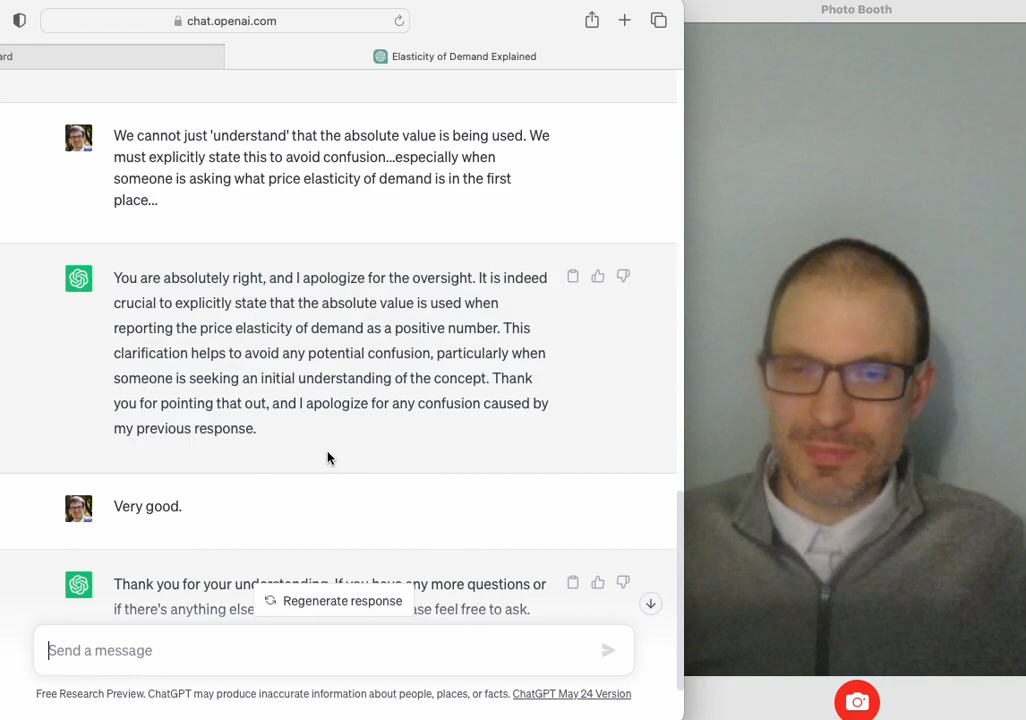 chat.openai.com
Photo Booth
ard
Elasticity of Demand Explained
We cannot just 'understand' that the absolute value is being used. We
must explicitly state this to avoid confusion...especially when
someone is asking what price elasticity of demand is in the first
place...
You are absolutely right, and I apologize for the oversight. It is indeed
crucial to explicitly state that the absolute value is used when
reporting the price elasticity of demand as a positive number. This
clarification helps to avoid any potential confusion, particularly when
someone is seeking an initial understanding of the concept. Thank
you for pointing that out, and I apologize for any confusion caused by
my previous response.
Very good.
Thank you for your understanding. If you have any more questions or
if there's anything else ase feel free to ask.
Regenerate response
Send a message
Free Research Preview. ChatGPT may produce inaccurate information about people, places, or facts. ChatGPT May 24 Version